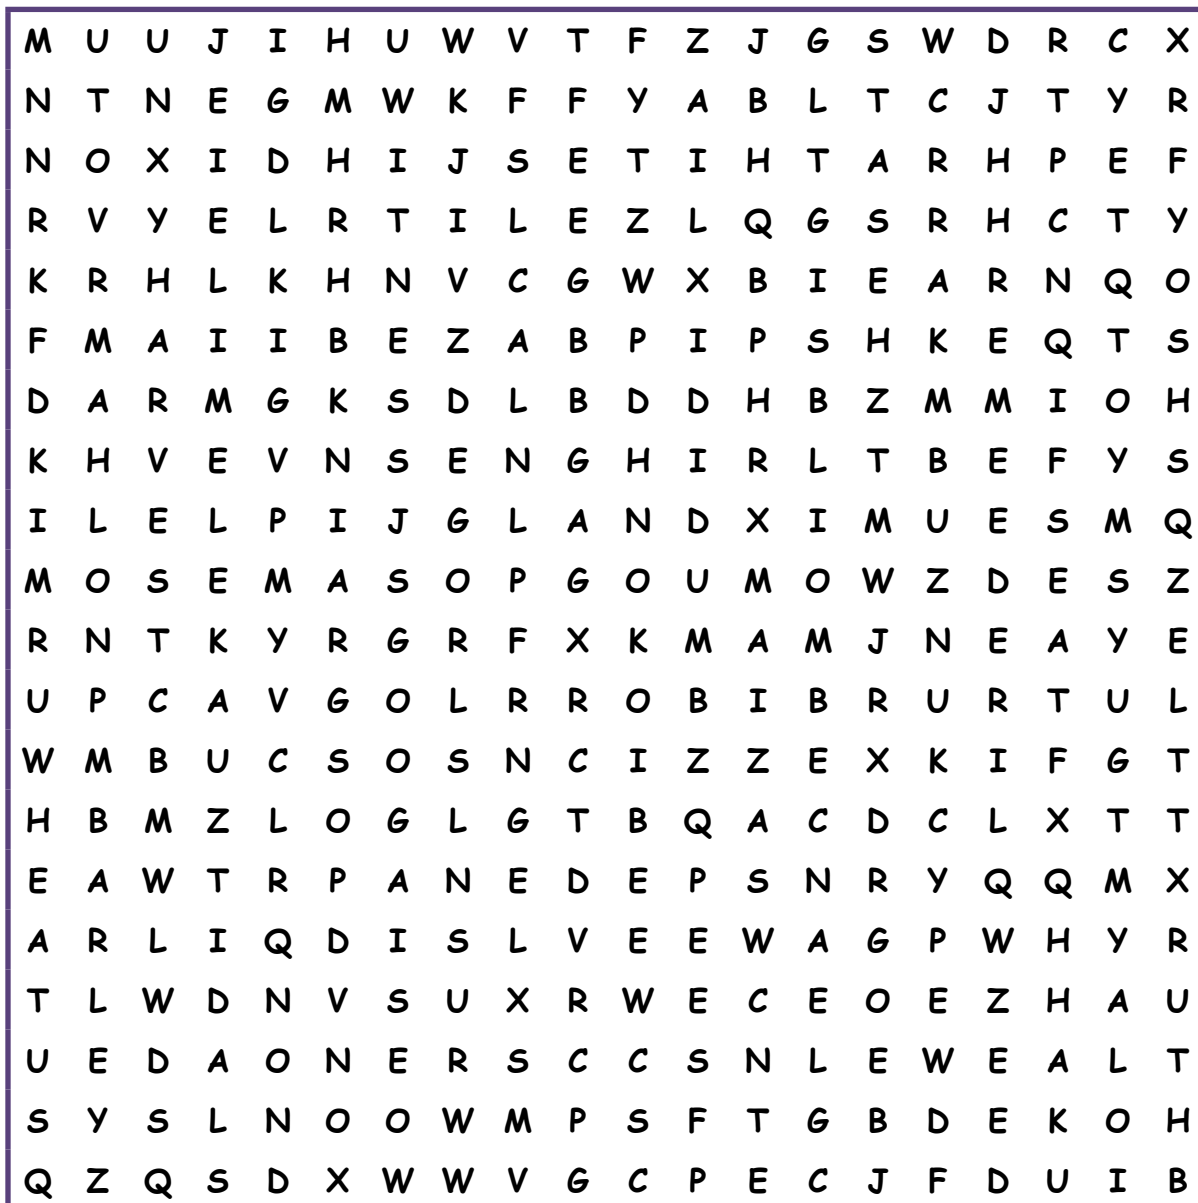 M U U J I H U W V T F Z J G S W D R C X
N T N E G M W K F F Y A B L T C J T Y R
N O X I D H I J S E T I H T A R H P E F
R V Y E L R T I L E Z L Q G S R H C T Y
K R H L K H N V C G W X B I E A R N Q O
F M A I I B E Z A B P I P S H K E Q T S
D A R M G K S D L B D D H B Z M M I O H
K H V E V N S E N G H I R L T B E F Y S
I L E L P I J G L A N D X I M U E S M Q
M O S E M A S O P G O U M O W Z D E S Z
R N T K Y R G R F X K M A M J N E A Y E
U P C A V G O L R R O B I B R U R T U L
W M B U C S O S N C I Z Z E X K I F G T
H B M Z L O G L G T B Q A C D C L X T T
E A W T R P A N E D E P S N R Y Q Q M X
A R L I Q D I S L V E E W A G P W H Y R
T L W D N V S U X R W E C E O E Z H A U
U E D A O N E R S C C S N L E W E A L T
S Y S L N O O W M P S F T G B D E K O H
Q Z Q S D X W W V G C P E C J F D U I B